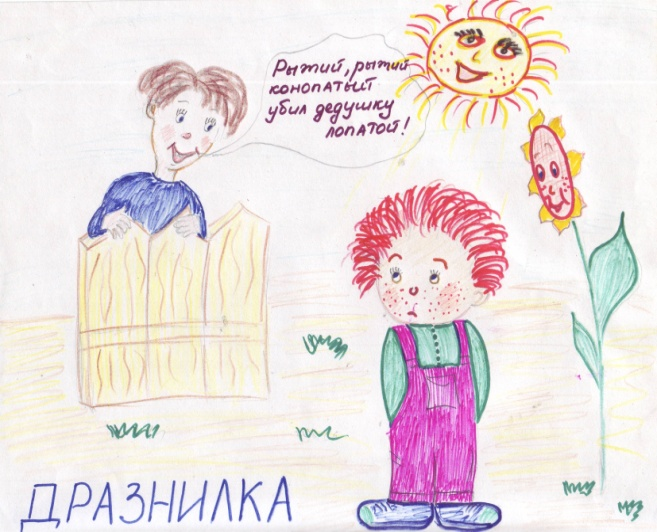 Рыжий, рыжий
конопатый
убил дедушку
лопатой!
ДРАЗНИЛКА